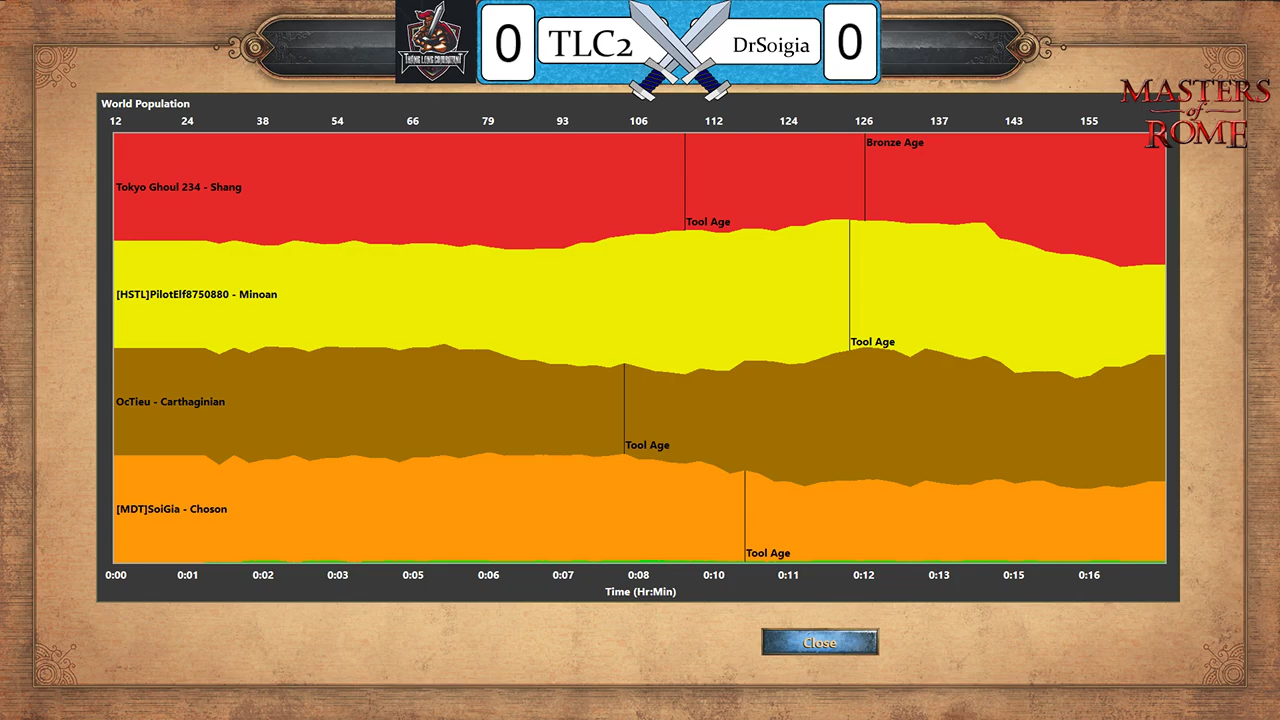 0 TLC2 DrSoigia 0
THĂNG LONG CHAMPION
MASTERS
of
ROME
World Population
12 24 38 54 66 79 93 106 112 124 126 137 143 155
Bronze Age
Tokyo Ghoul 234 - Shang
Tool Age
[HSTL]PilotElf8750880 - Minoan
Tool Age
OcTieu - Carthaginian
Tool Age
[MDT]SoiGia - Choson
Tool Age
0:00 0:01 0:02 0:03 0:05 0:06 0:07 0:08 0:10 0:11 0:12 0:13 0:15 0:16
Time (Hr:Min)
Close